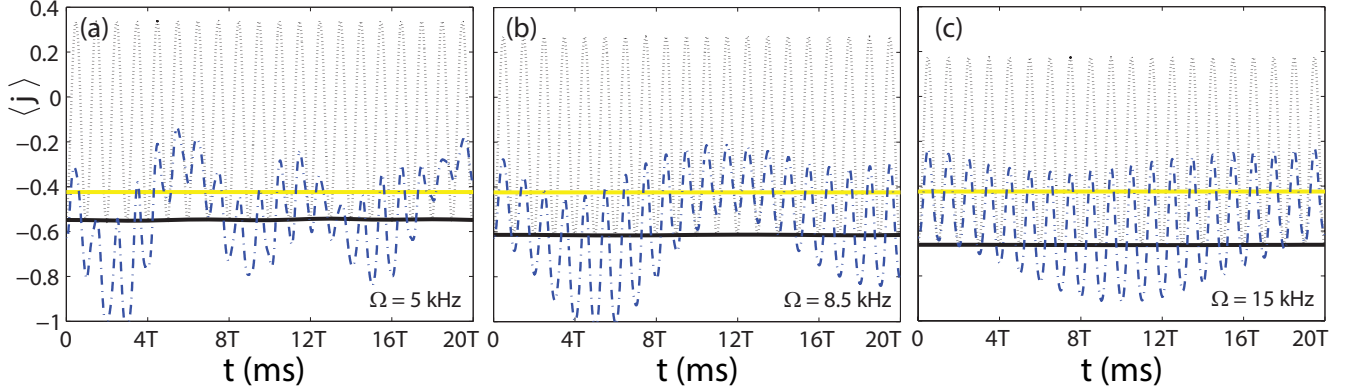 (a)
(b)
(c)
0.4
0.2
0
−0.2
−0.4
−0.6
−0.8
−1
⟨j⟩
Ω = 5 kHz
Ω = 8.5 kHz
Ω = 15 kHz
0 4T 8T 12T 16T 20T
0 4T 8T 12T 16T 20T
0 4T 8T 12T 16T 20T
t (ms)
t (ms)
t (ms)